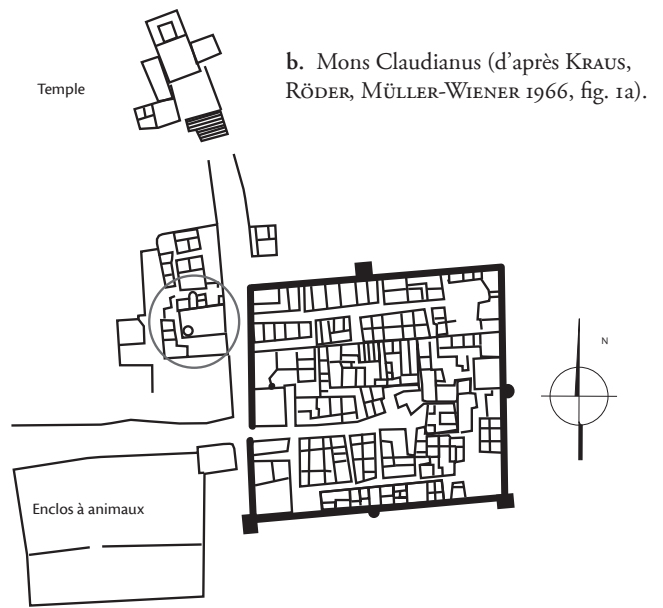 Temple
b. Mons Claudianus (d'après Kraus,
Röder, Müller-Wiener 1966, fig. 1a).
N
Enclos à animaux